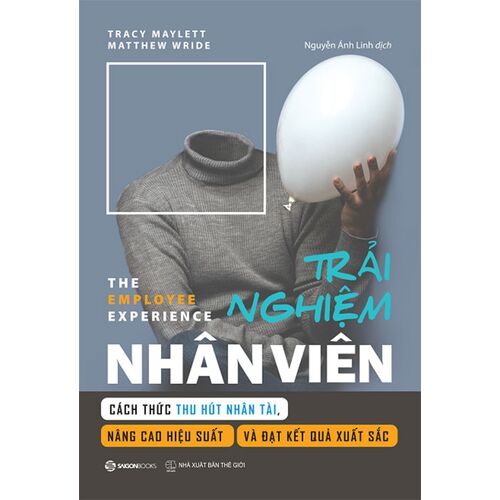 TRACY MAYLETT
MATTHEW WRIDE
Nguyễn Ánh Linh dịch
TRẢI
NGHIỆM
THE
EMPLOYEE
EXPERIENCE
NHÂN VIÊN
CÁCH THỨC THU HÚT NHÂN TÀI,
NÂNG CAO HIỆU SUẤT VÀ ĐẠT KẾT QUẢ XUẤT SẮC
SAIGONBOOKS
NHÀ XUẤT BẢN THẾ GIỚI